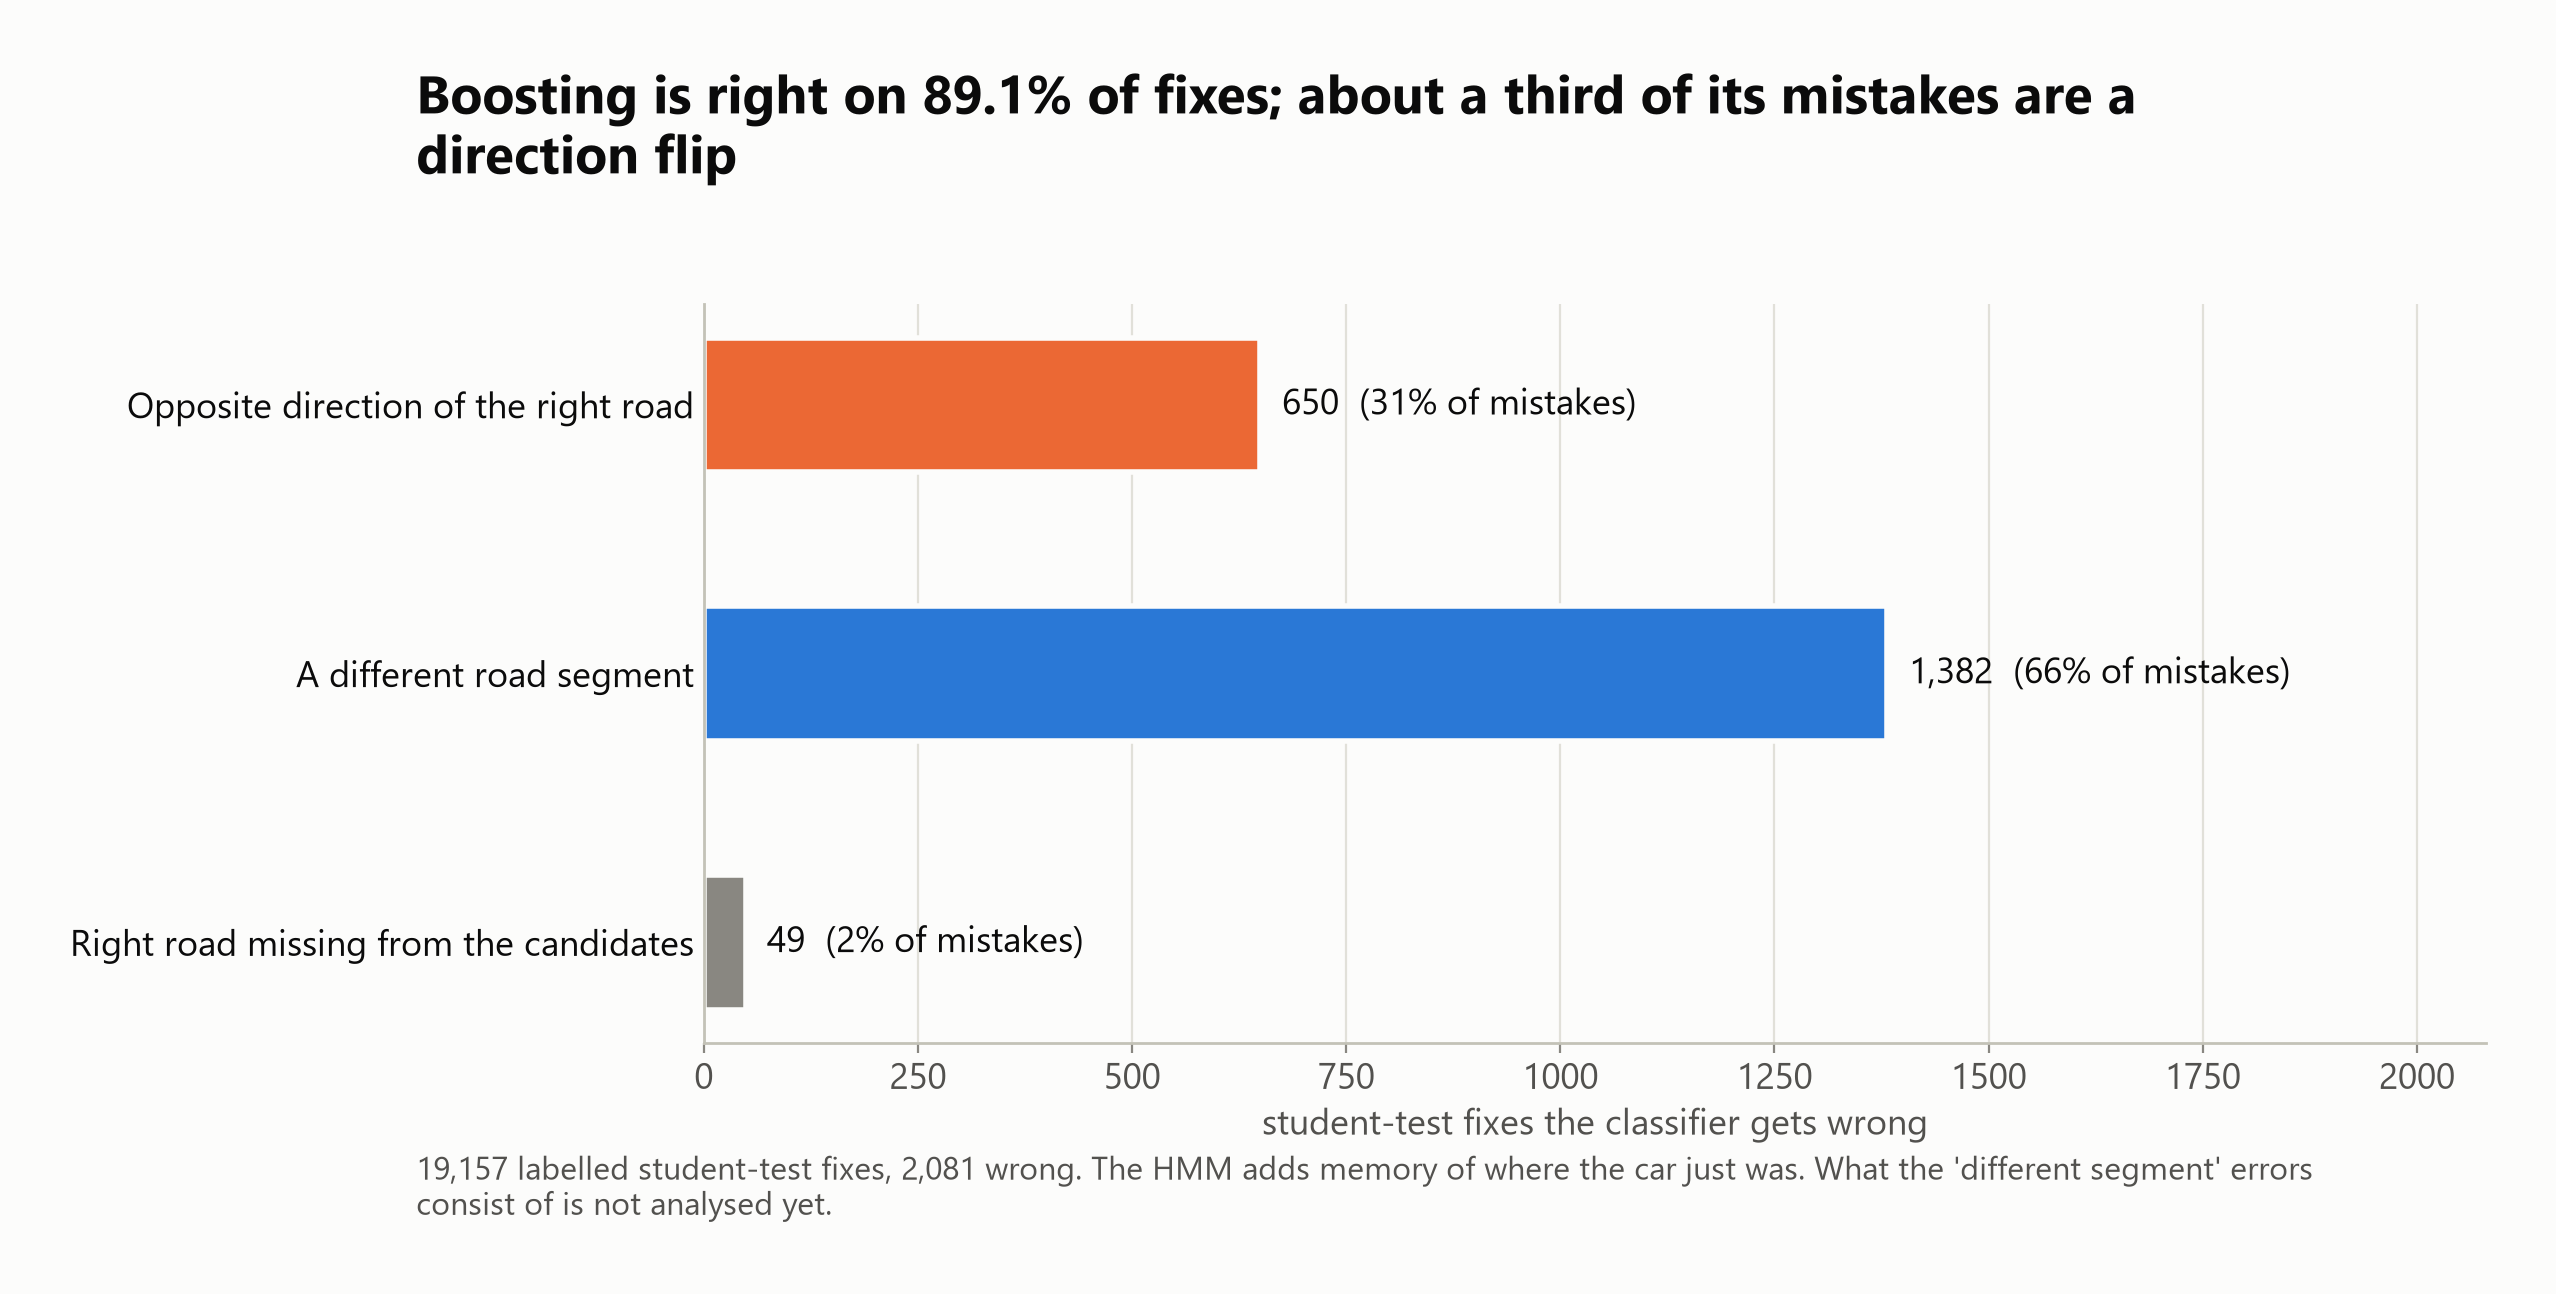 Boosting is right on 89.1% of fixes; about a third of its mistakes are a
direction flip
Opposite direction of the right road
650 (31% of mistakes)
A different road segment
1,382 (66% of mistakes)
Right road missing from the candidates
49 (2% of mistakes)
0 250 500 750 1000 1250 1500 1750 2000
student-test fixes the classifier gets wrong
19,157 labelled student-test fixes, 2,081 wrong. The HMM adds memory of where the car just was. What the 'different segment' errors
consist of is not analysed yet.